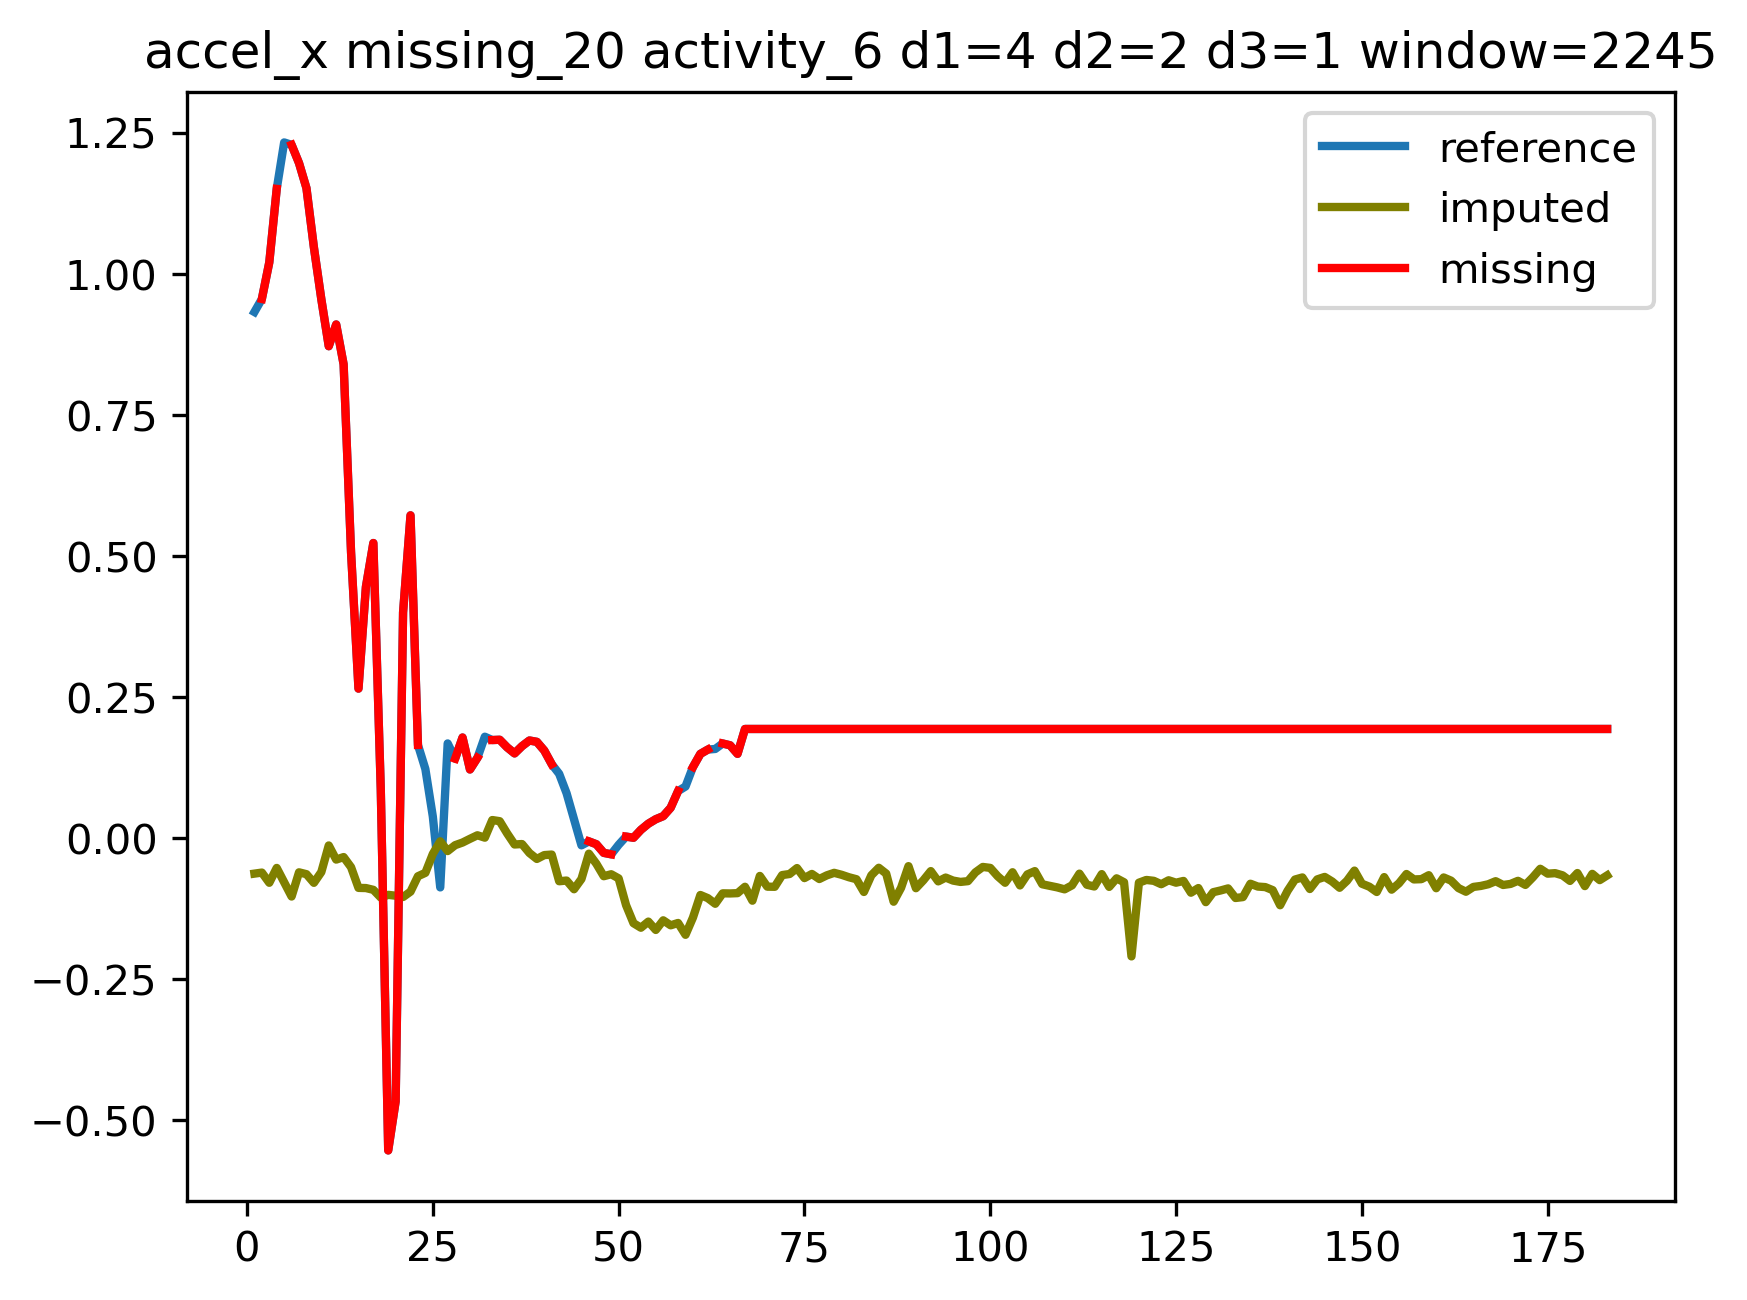 accel_x missing_20 activity_6 d1=4 d2=2 d3=1 window=2245
reference
imputed
missing
1.25
1.00
0.75
0.50
0.25
0.00
−0.25
−0.50
0 25 50 75 100 125 150 175